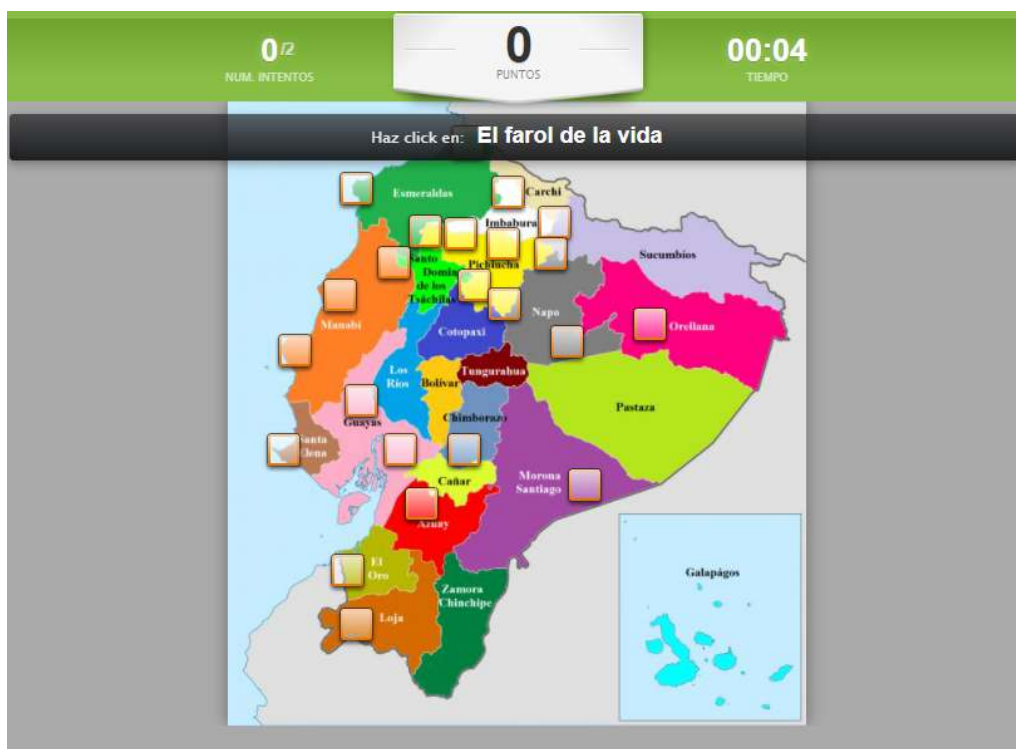 0/2
NUM. INTENTOS
0
PUNTOS
00:04
TIEMPO
Haz click en: El farol de la vida
Esmeraldas
Carchi
Imbabura
Sucumbíos
Santo
Domin
de los
Tsáchilas
Pichincha
Napo
Orellana
Manabí
Cotopaxi
Los
Ríos
Bolívar
Tungurahua
Pastaza
Guayas
Chimborazo
Santa
Elena
Cañar
Morona
Santiago
Azuay
El
Oro
Zamora
Chinchipe
Loja
Galapágos